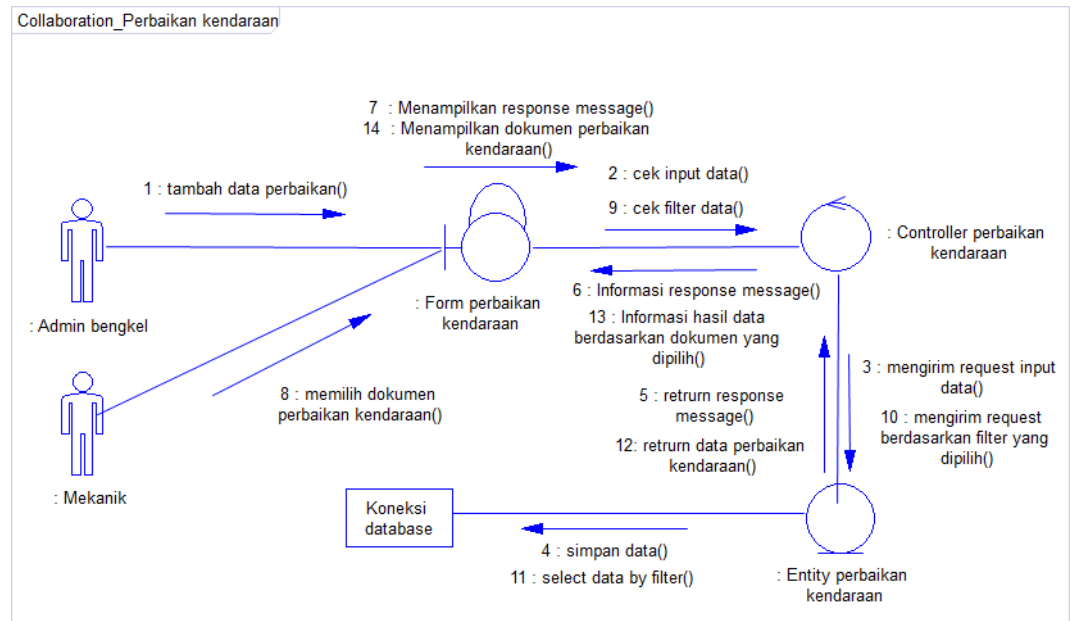 Collaboration_Perbaikan kendaraan
7 : Menampilkan response message()
14 : Menampilkan dokumen perbaikan
kendaraan()
1 : tambah data perbaikan()
2 : cek input data()
9 : cek filter data()
: Controller perbaikan
kendaraan
: Admin bengkel
: Form perbaikan
kendaraan
6 : Informasi response message()
13 : Informasi hasil data
berdasarkan dokumen yang
dipilih()
8 : memilih dokumen
perbaikan kendaraan()
3 : mengirim request input
data()
10 : mengirim request
berdasarkan filter yang
dipilih()
5 : retrurn response
message()
12: retrurn data perbaikan
kendaraan()
: Mekanik
Koneksi
database
4 : simpan data()
11 : select data by filter()
: Entity perbaikan
kendaraan